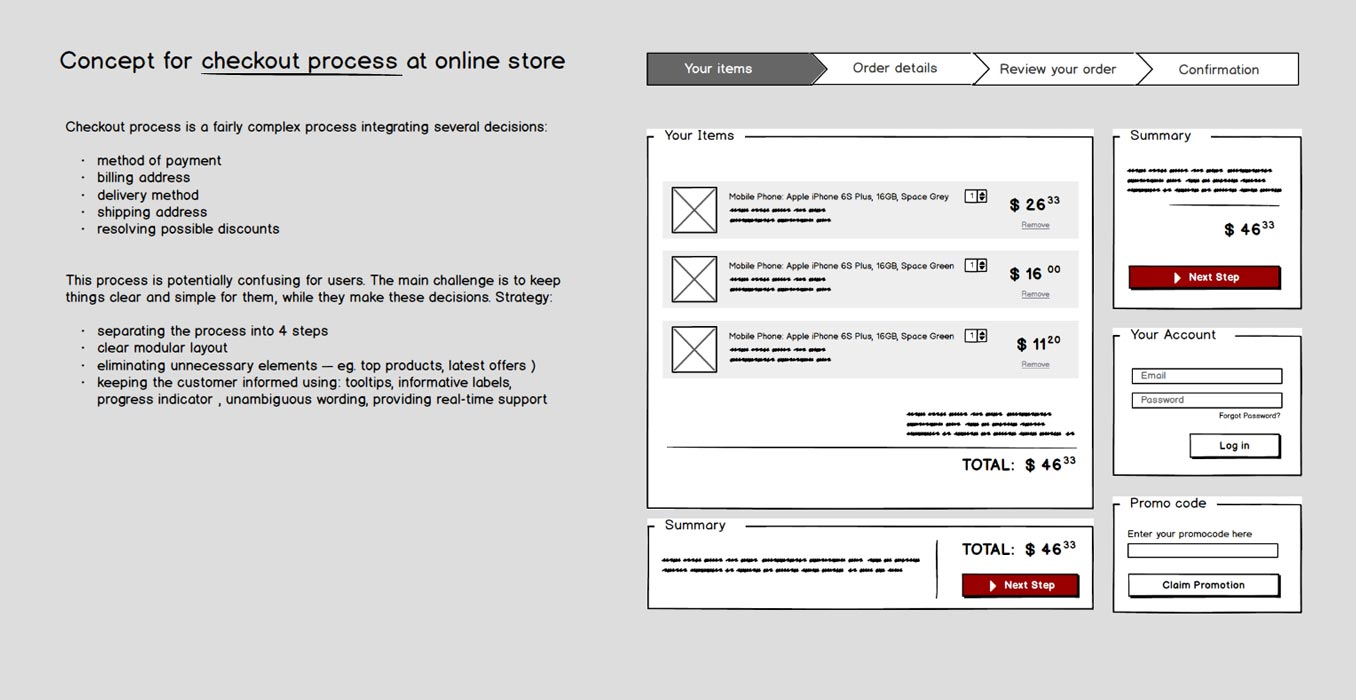 Concept for checkout process at online store
Checkout process is a fairly complex process integrating several decisions:
· method of payment
· billing address
· delivery method
· shipping address
· resolving possible discounts
This process is potentially confusing for users. The main challenge is to keep
things clear and simple for them, while they make these decisions. Strategy:
· separating the process into 4 steps
· clear modular layout
· eliminating unnecessary elements — eg. top products, latest offers )
· keeping the customer informed using: tooltips, informative labels,
progress indicator , unambiguous wording, providing real-time support
Your items
Order details
Review your order
Confirmation
Your Items
Mobile Phone: Apple iPhone 6S Plus, 16GB, Space Grey
1
$ 26 33
Remove
Mobile Phone: Apple iPhone 6S Plus, 16GB, Space Green
1
$ 16 00
Remove
Mobile Phone: Apple iPhone 6S Plus, 16GB, Space Green
1
$ 11 20
Remove
TOTAL: $ 46 33
Summary
TOTAL: $ 46 33
Next Step
Summary
$ 46 33
Next Step
Your Account
Email
Password
Forgot Password?
Log in
Promo code
Enter your promocode here
Claim Promotion